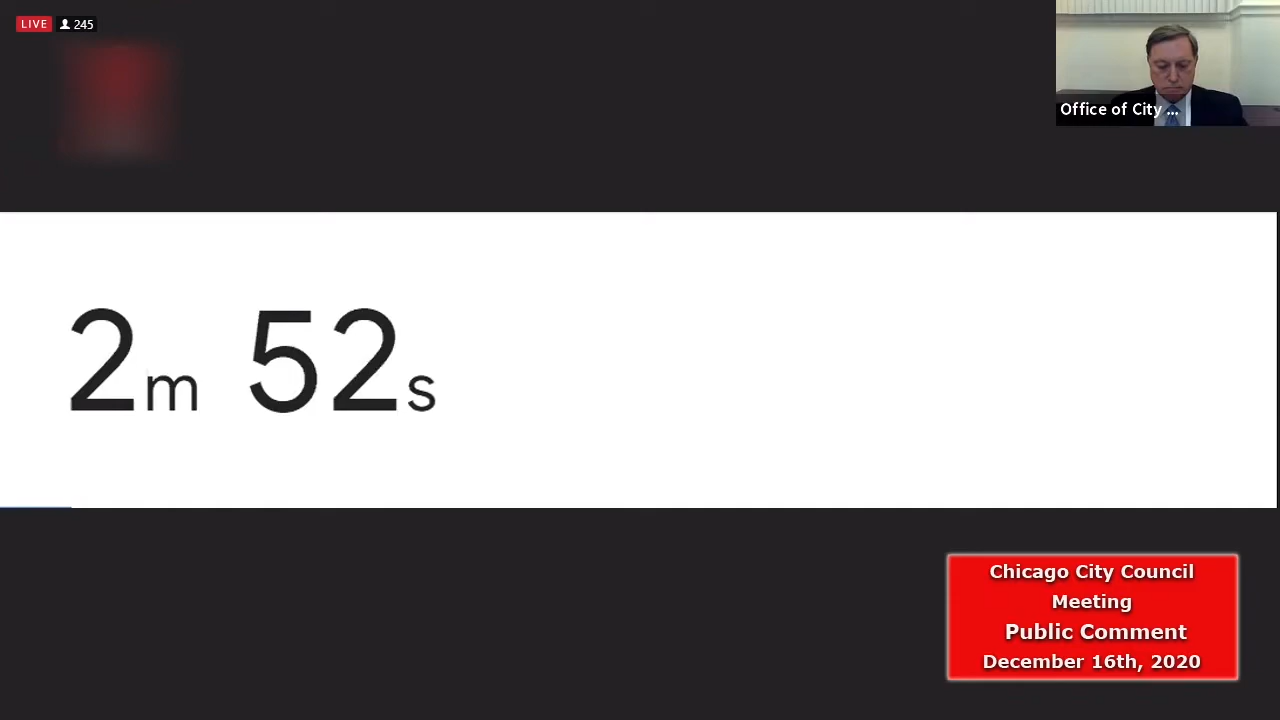 LIVE 245
Office of City ...
2m 52s
Chicago City Council
Meeting
Public Comment
December 16th, 2020